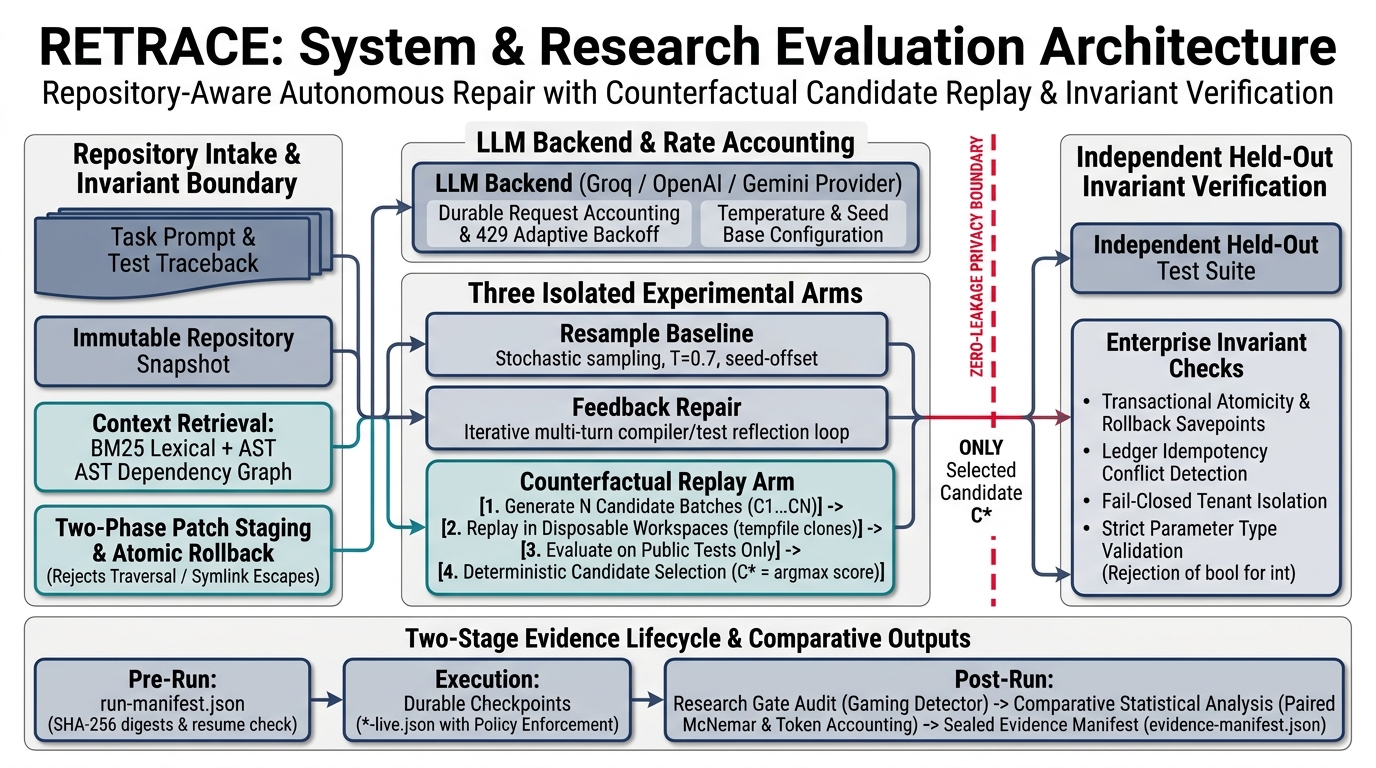 RETRACE: System & Research Evaluation Architecture
Repository-Aware Autonomous Repair with Counterfactual Candidate Replay & Invariant Verification
Repository Intake &
Invariant Boundary
Task Prompt &
Test Traceback
Immutable Repository
Snapshot
Context Retrieval:
BM25 Lexical + AST
AST Dependency Graph
Two-Phase Patch Staging
& Atomic Rollback
(Rejects Traversal / Symlink Escapes)
LLM Backend & Rate Accounting
LLM Backend (Groq / OpenAI / Gemini Provider)
Durable Request Accounting
& 429 Adaptive Backoff
Temperature & Seed
Base Configuration
Three Isolated Experimental Arms
Resample Baseline
Stochastic sampling, T=0.7, seed-offset
Feedback Repair
Iterative multi-turn compiler/test reflection loop
Counterfactual Replay Arm
[1. Generate N Candidate Batches (C1...CN)] ->
[2. Replay in Disposable Workspaces (tempfile clones)] ->
[3. Evaluate on Public Tests Only] ->
[4. Deterministic Candidate Selection (C* = argmax score)]
ZERO-LEAKAGE PRIVACY BOUNDARY
ONLY
Selected
Candidate
C*
Independent Held-Out
Invariant Verification
Independent Held-Out
Test Suite
Enterprise Invariant
Checks
• Transactional Atomicity &
Rollback Savepoints
• Ledger Idempotency
Conflict Detection
• Fail-Closed Tenant Isolation
• Strict Parameter Type
Validation
(Rejection of bool for int)
Two-Stage Evidence Lifecycle & Comparative Outputs
Pre-Run:
run-manifest.json
(SHA-256 digests & resume check)
Execution:
Durable Checkpoints
(*-live.json with Policy Enforcement)
Post-Run:
Research Gate Audit (Gaming Detector) -> Comparative Statistical Analysis (Paired
McNemar & Token Accounting) -> Sealed Evidence Manifest (evidence-manifest.json)